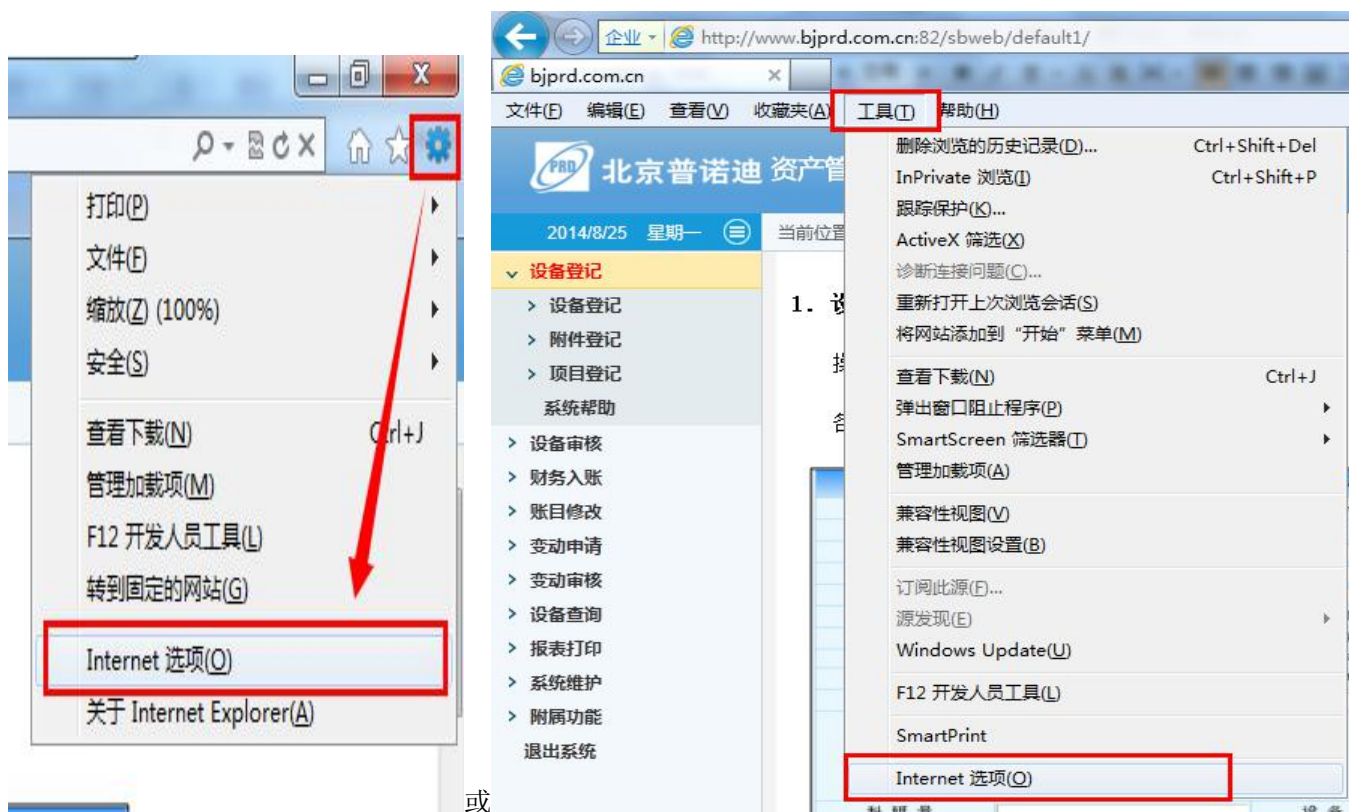 打印(P)
文件(F)
缩放(Z) (100%)
安全(S)
查看下载(N) Ctrl+J
管理加载项(M)
F12 开发人员工具(L)
转到固定的网站(G)
Internet 选项(O)
关于 Internet Explorer(A)
或
企业 http://www.bjprd.com.cn:82/sbweb/default1/
bjprd.com.cn
文件(F) 编辑(E) 查看(V) 收藏夹(A) 工具(T) 帮助(H)
PRD 北京普诺迪 资产管
2014/8/25 星期一 当前位置
设备登记
设备登记
附件登记
项目登记
系统帮助
设备审核
财务入账
账目修改
变动申请
变动审核
设备查询
报表打印
系统维护
附属功能
退出系统
1. 设
删除浏览的历史记录(D)... Ctrl+Shift+Del
InPrivate 浏览(I) Ctrl+Shift+P
跟踪保护(K)...
ActiveX 筛选(X)
诊断连接问题(C)...
重新打开上次浏览会话(S)
将网站添加到“开始”菜单(M)
查看下载(N) Ctrl+J
弹出窗口阻止程序(P)
SmartScreen 筛选器(T)
管理加载项(A)
兼容性视图(V)
兼容性视图设置(B)
订阅此源(F)...
源发现(E)
Windows Update(U)
F12 开发人员工具(L)
SmartPrint
Internet 选项(O)